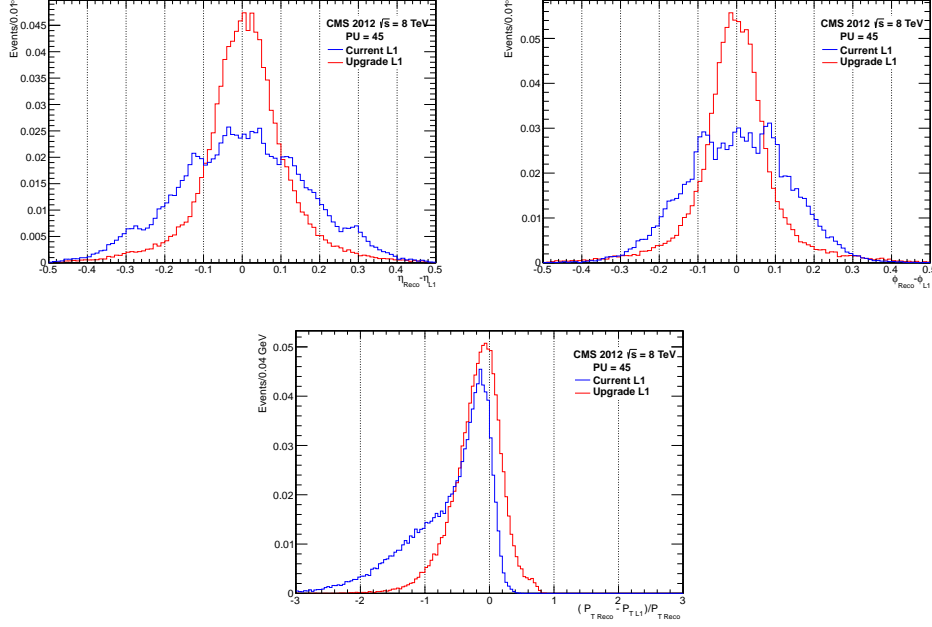 Events/0.01
CMS 2012 √s = 8 TeV
PU = 45
Current L1
Upgrade L1
0.045
0.04
0.035
0.03
0.025
0.02
0.015
0.01
0.005
0
-0.5 -0.4 -0.3 -0.2 -0.1 0 0.1 0.2 0.3 0.4 0.5
η_Reco - η_L1
Events/0.01
CMS 2012 √s = 8 TeV
PU = 45
Current L1
Upgrade L1
0.05
0.04
0.03
0.02
0.01
0
-0.5 -0.4 -0.3 -0.2 -0.1 0 0.1 0.2 0.3 0.4 0.5
ϕ_Reco - ϕ_L1
Events/0.04 GeV
CMS 2012 √s = 8 TeV
PU = 45
Current L1
Upgrade L1
0.05
0.04
0.03
0.02
0.01
0
-3 -2 -1 0 1 2 3
(P_T Reco - P_T L1)/P_T Reco